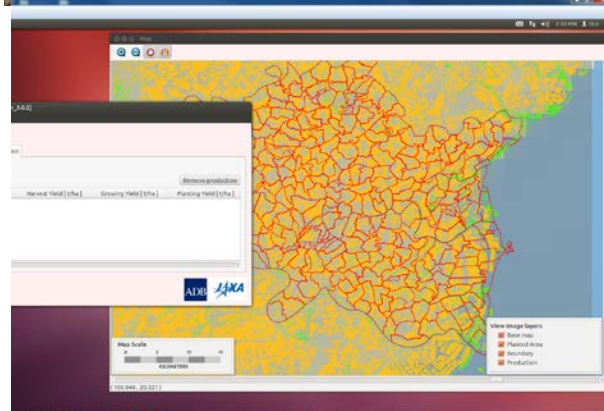 Map
Remove production
Harvest Yield [t/ha] Growing Yield [t/ha] Planting Yield [t/ha]
ADB JAXA
View image layers
Base map
Planted Area
Boundary
Production
Map Scale
0
KILOMETERS